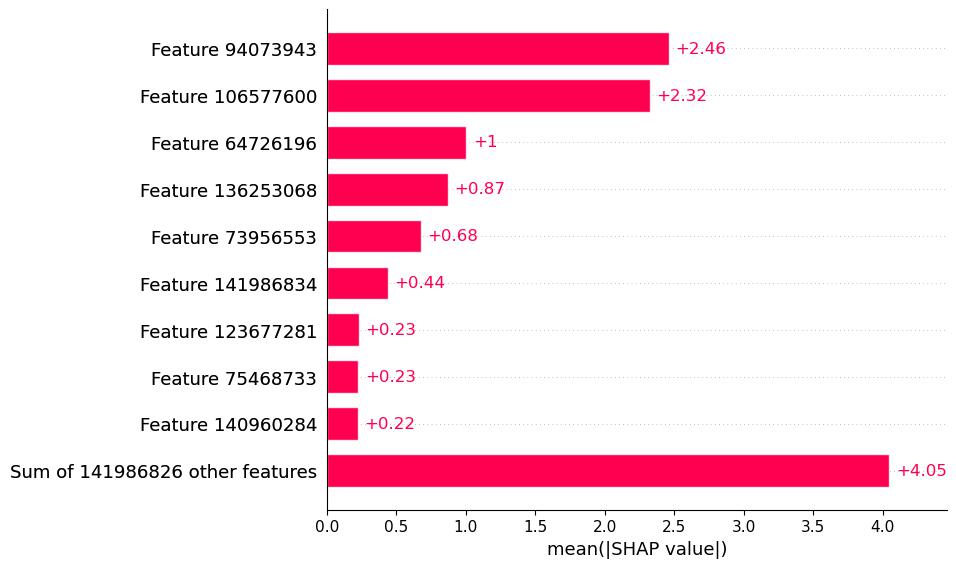 Feature 94073943 +2.46
Feature 106577600 +2.32
Feature 64726196 +1
Feature 136253068 +0.87
Feature 73956553 +0.68
Feature 141986834 +0.44
Feature 123677281 +0.23
Feature 75468733 +0.23
Feature 140960284 +0.22
Sum of 141986826 other features +4.05
0.0 0.5 1.0 1.5 2.0 2.5 3.0 3.5 4.0
mean(|SHAP value|)